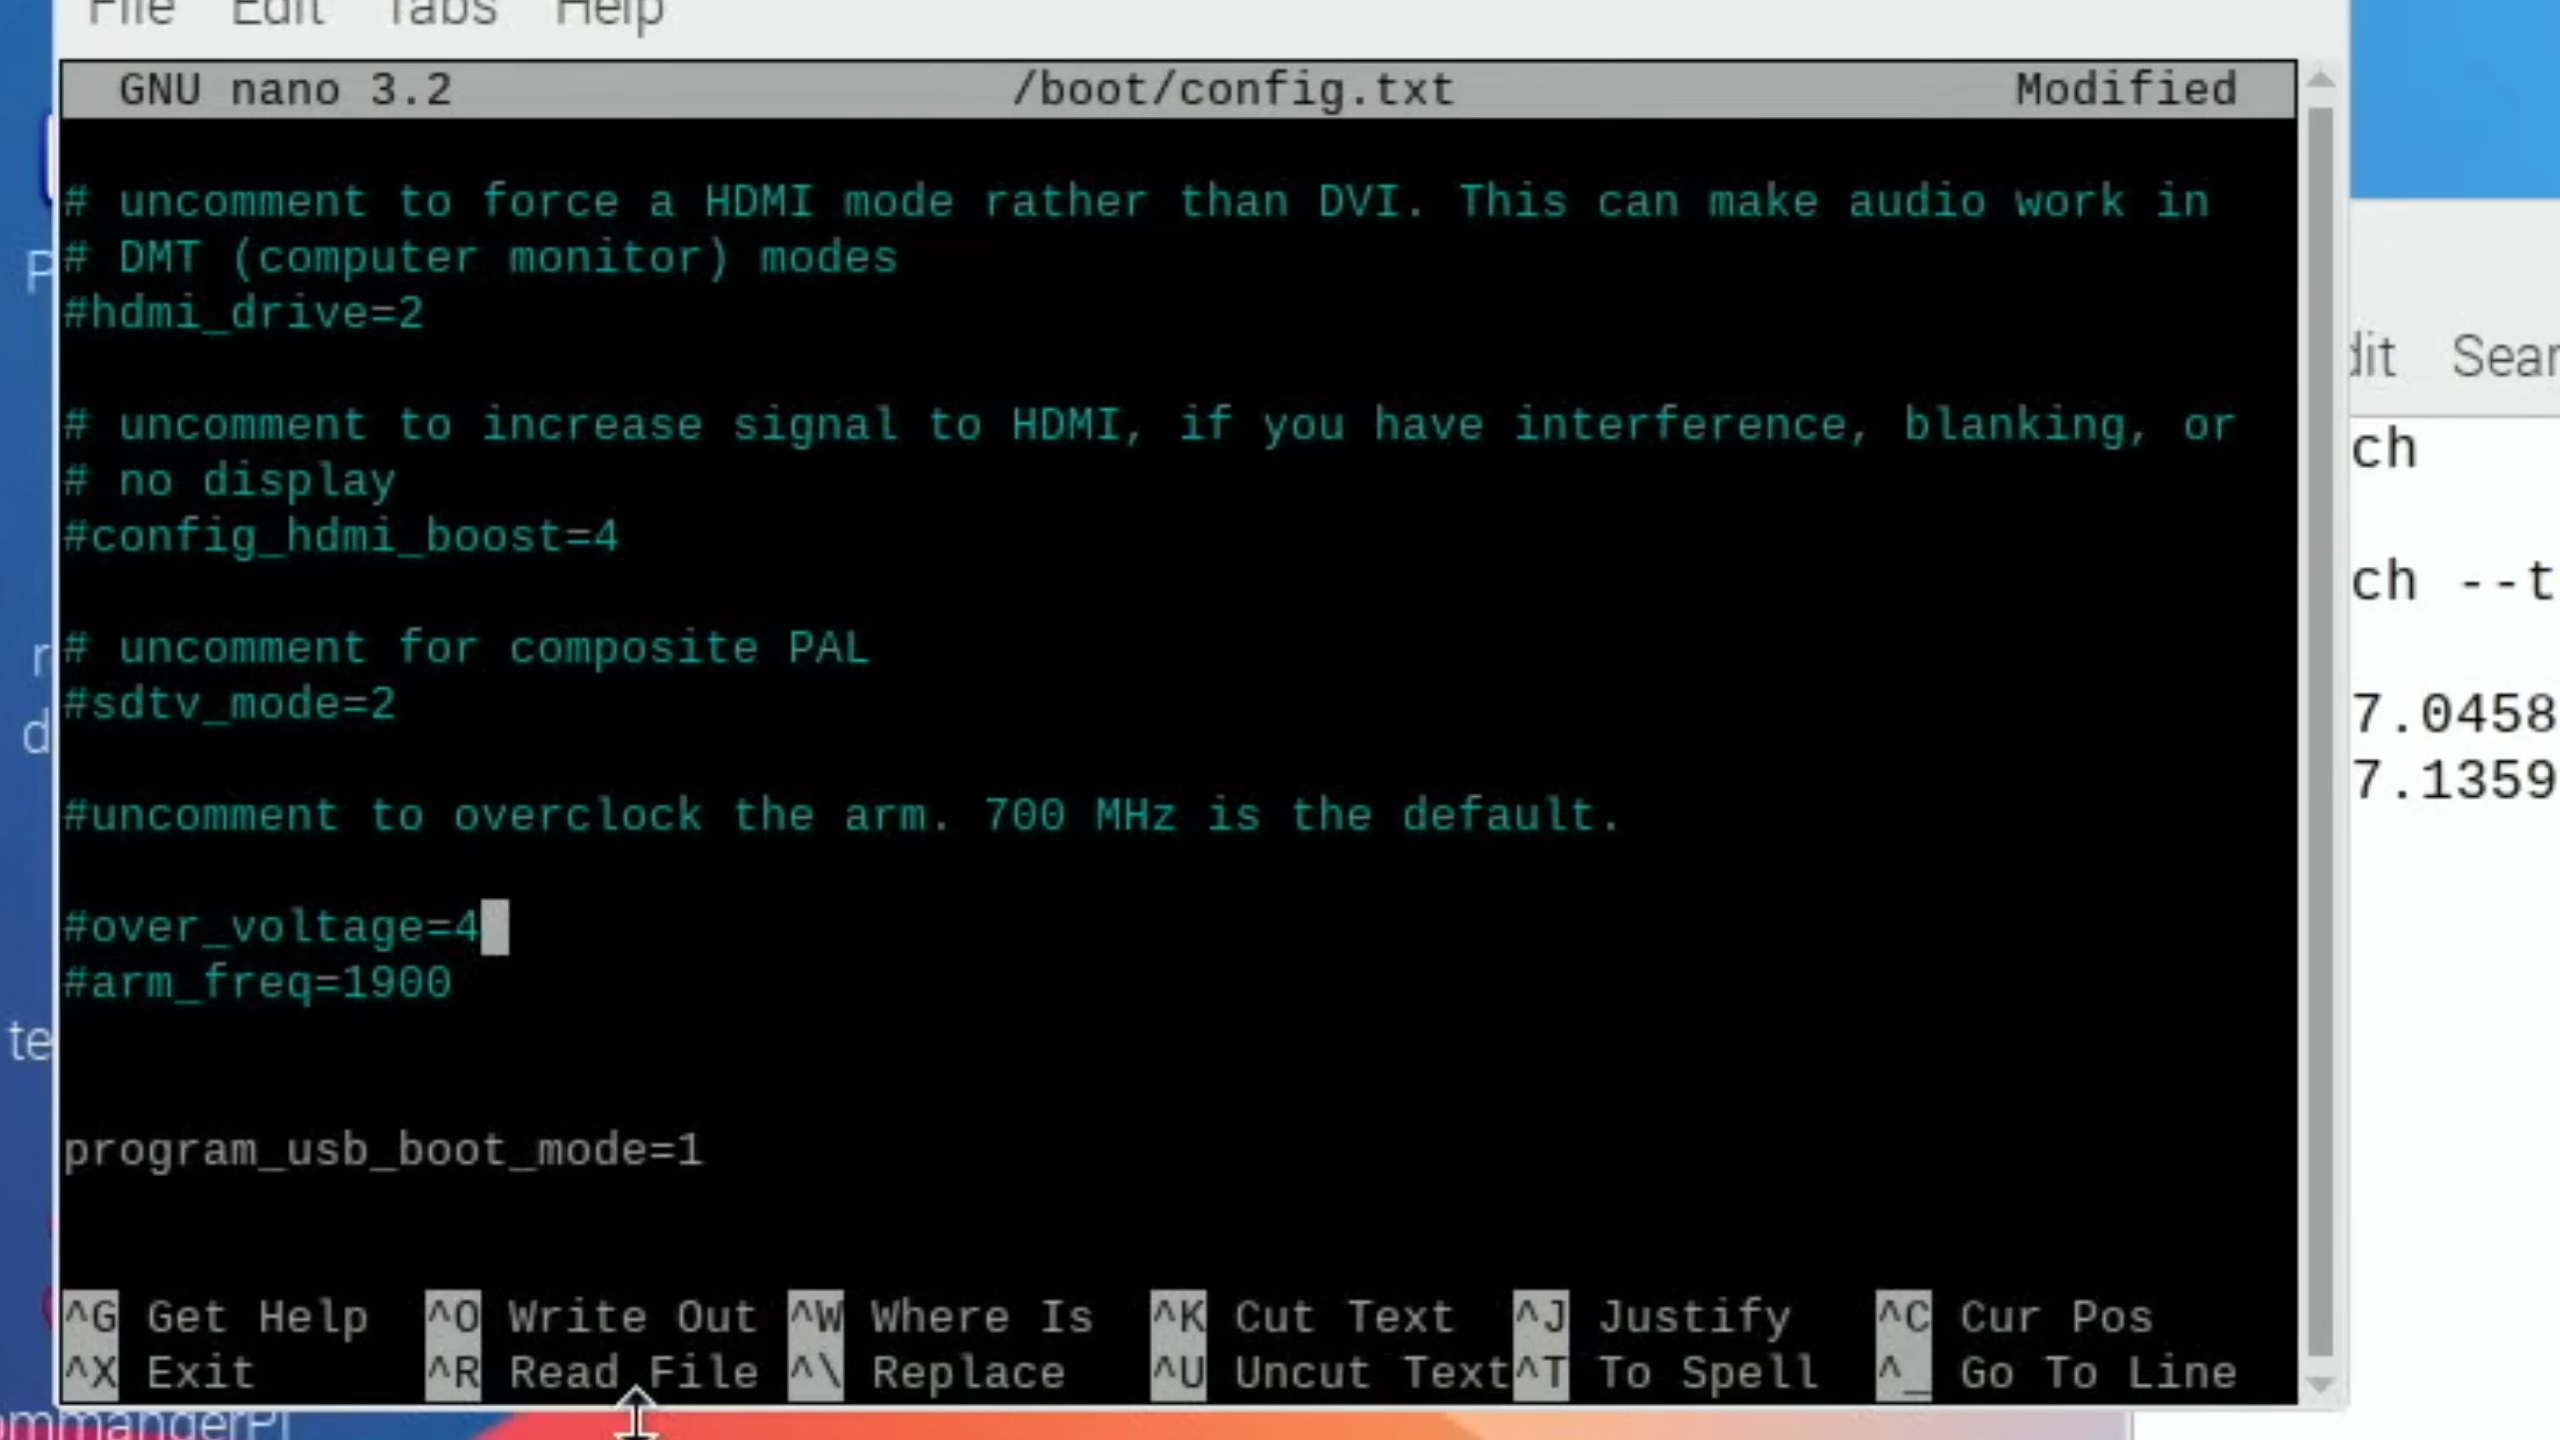 File Edit Tabs Help
GNU nano 3.2 /boot/config.txt Modified
# uncomment to force a HDMI mode rather than DVI. This can make audio work in
# DMT (computer monitor) modes
#hdmi_drive=2
# uncomment to increase signal to HDMI, if you have interference, blanking, or
# no display
#config_hdmi_boost=4
# uncomment for composite PAL
#sdtv_mode=2
#uncomment to overclock the arm. 700 MHz is the default.
#over_voltage=4
#arm_freq=1900
program_usb_boot_mode=1
^G Get Help ^O Write Out ^W Where Is ^K Cut Text ^J Justify ^C Cur Pos
^X Exit ^R Read File ^\ Replace ^U Uncut Text ^T To Spell ^_ Go To Line
dit Sear
ch
ch --t
7.0458
7.1359
te
ommanderPi